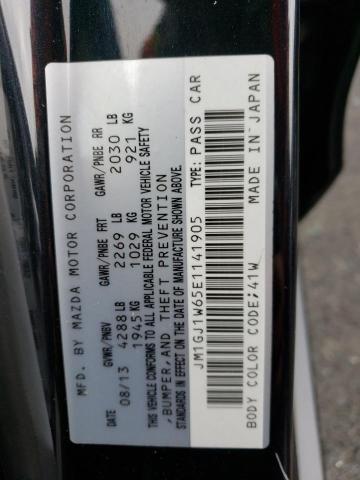 MFD. BY MAZDA MOTOR CORPORATION
DATE GVWR/PNBV GAWR/PNBE FRT GAWR/PNBE RR
08/13 4288 LB 2269 LB 2030 LB
1945 KG 1029 KG 921 KG
THIS VEHICLE CONFORMS TO ALL APPLICABLE FEDERAL MOTOR VEHICLE SAFETY
, BUMPER, AND THEFT PREVENTION
STANDARDS IN EFFECT ON THE DATE OF MANUFACTURE SHOWN ABOVE.
JM1GJ1W65E1141905 TYPE: PASS CAR
BODY COLOR CODE:41W MADE IN JAPAN